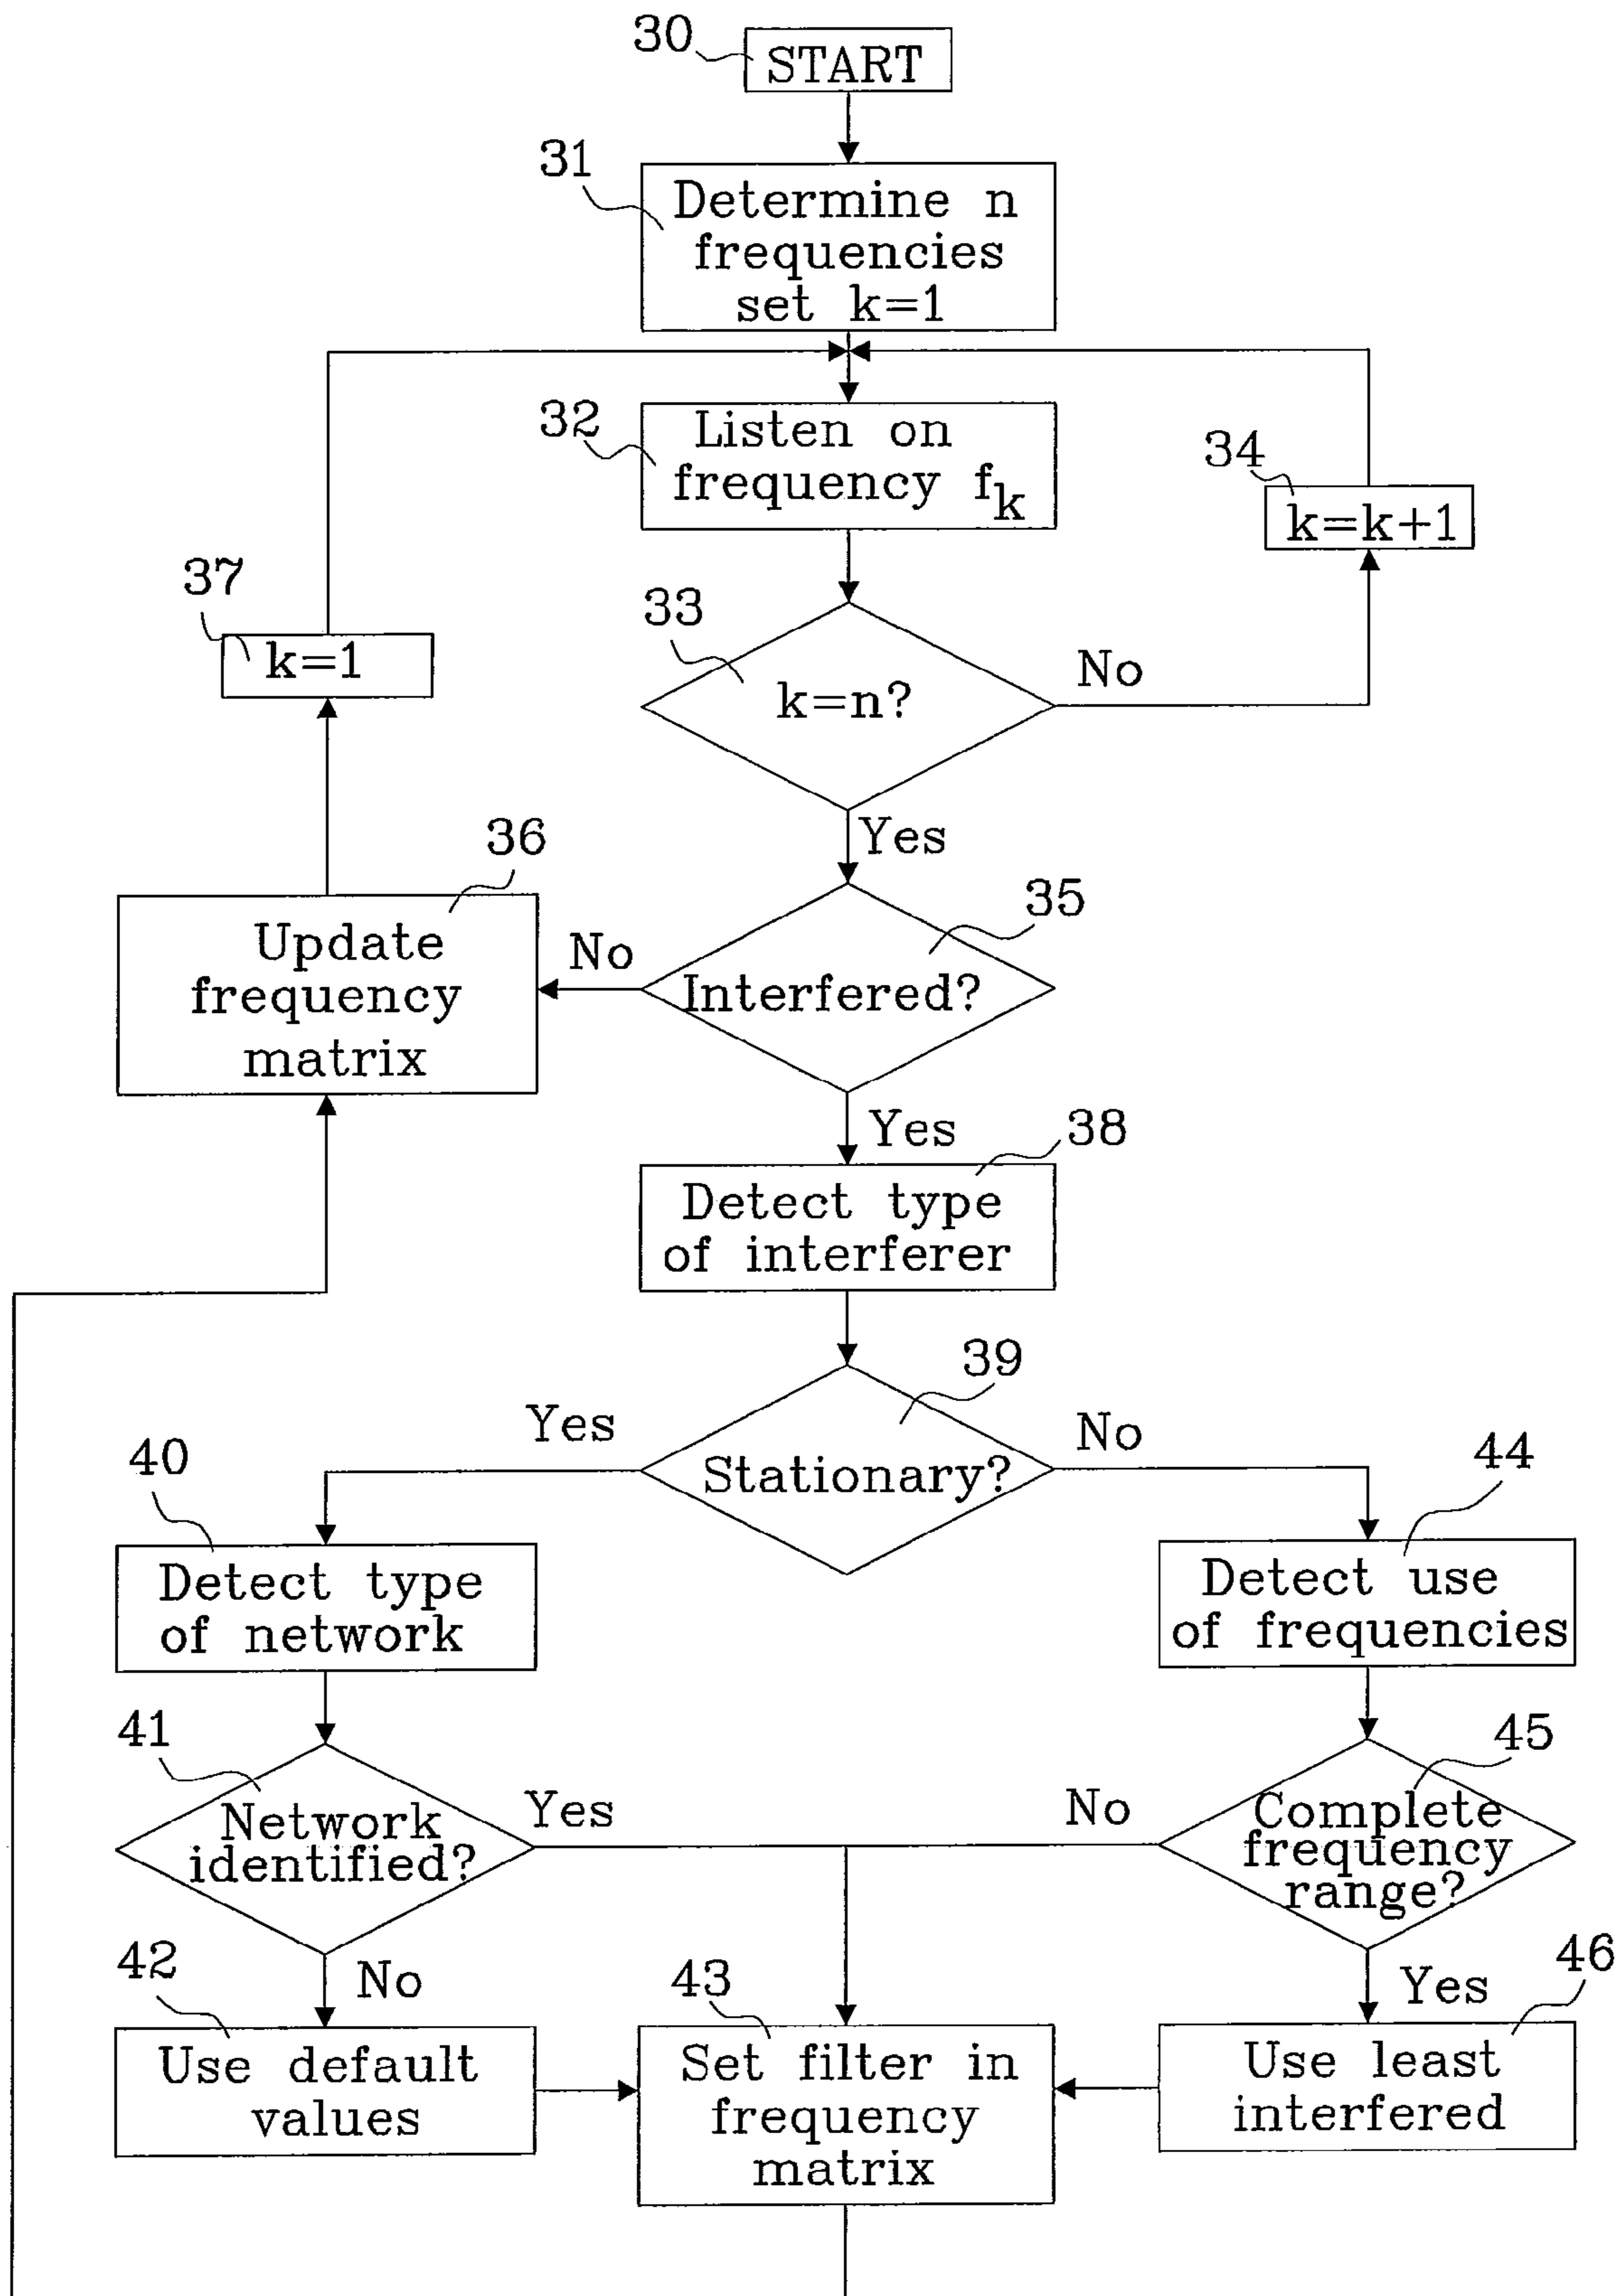 30
START
31
Determine n
frequencies
set k=1
32
Listen on
frequency fk
34
k=k+1
37
k=1
33
k=n?
No
Yes
36
Update
frequency
matrix
No
35
Interfered?
Yes
38
Detect type
of interferer
39
Stationary?
Yes
No
40
Detect type
of network
44
Detect use
of frequencies
41
Network
identified?
Yes
No
45
Complete
frequency
range?
No
Yes
42
Use default
values
43
Set filter in
frequency
matrix
46
Use least
interfered